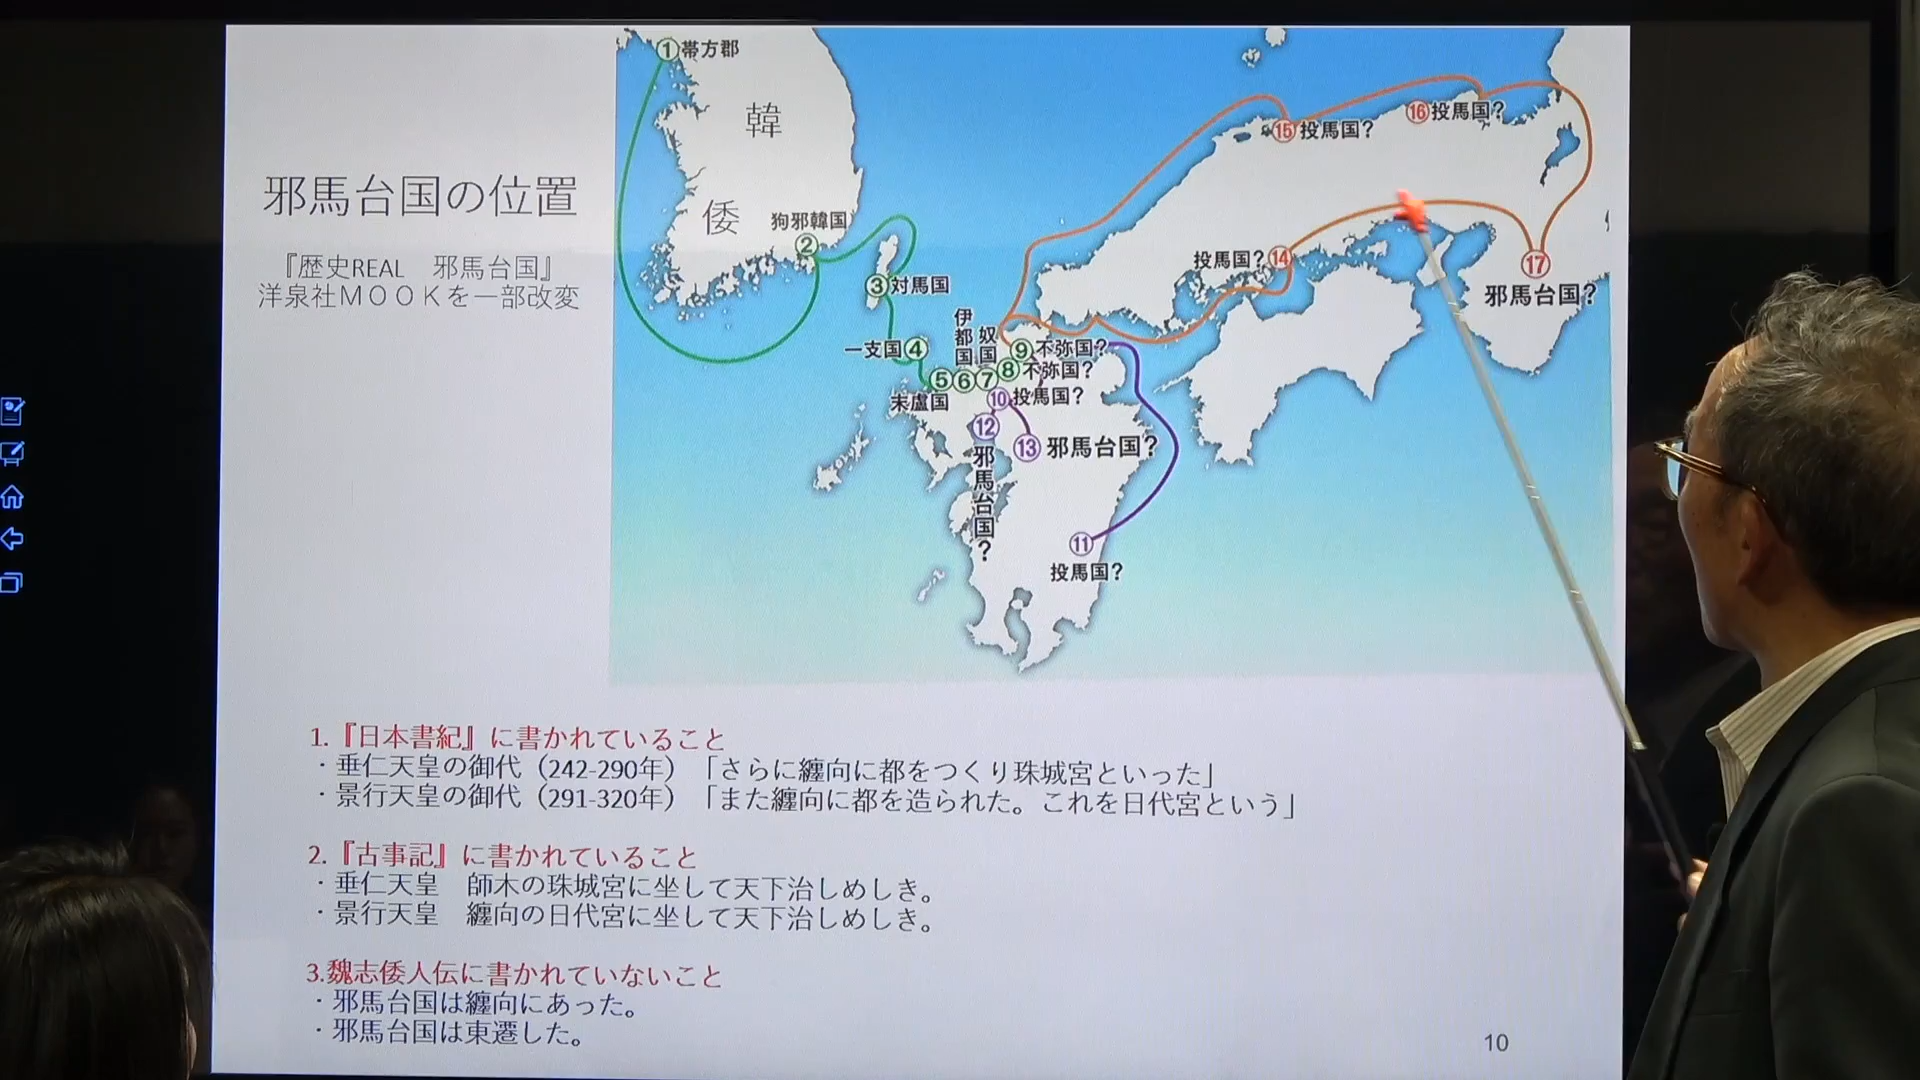 邪馬台国の位置
『歴史REAL　邪馬台国』
洋泉社ＭＯＯＫを一部改変
①帯方郡
韓
倭
狗邪韓国
②
③対馬国
一支国④
伊都国
奴国
⑨不弥国?
⑤⑥⑦⑧不弥国?
末盧国
⑩投馬国?
⑫
邪馬台国?
⑬邪馬台国?
⑪
投馬国?
投馬国?⑭
⑮投馬国?
⑯投馬国?
⑰
邪馬台国?
1.『日本書紀』に書かれていること
・垂仁天皇の御代（242-290年）「さらに纏向に都をつくり珠城宮といった」
・景行天皇の御代（291-320年）「また纏向に都を造られた。これを日代宮という」
2.『古事記』に書かれていること
・垂仁天皇　師木の珠城宮に坐して天下治しめしき。
・景行天皇　纏向の日代宮に坐して天下治しめしき。
3.魏志倭人伝に書かれていないこと
・邪馬台国は纏向にあった。
・邪馬台国は東遷した。
10